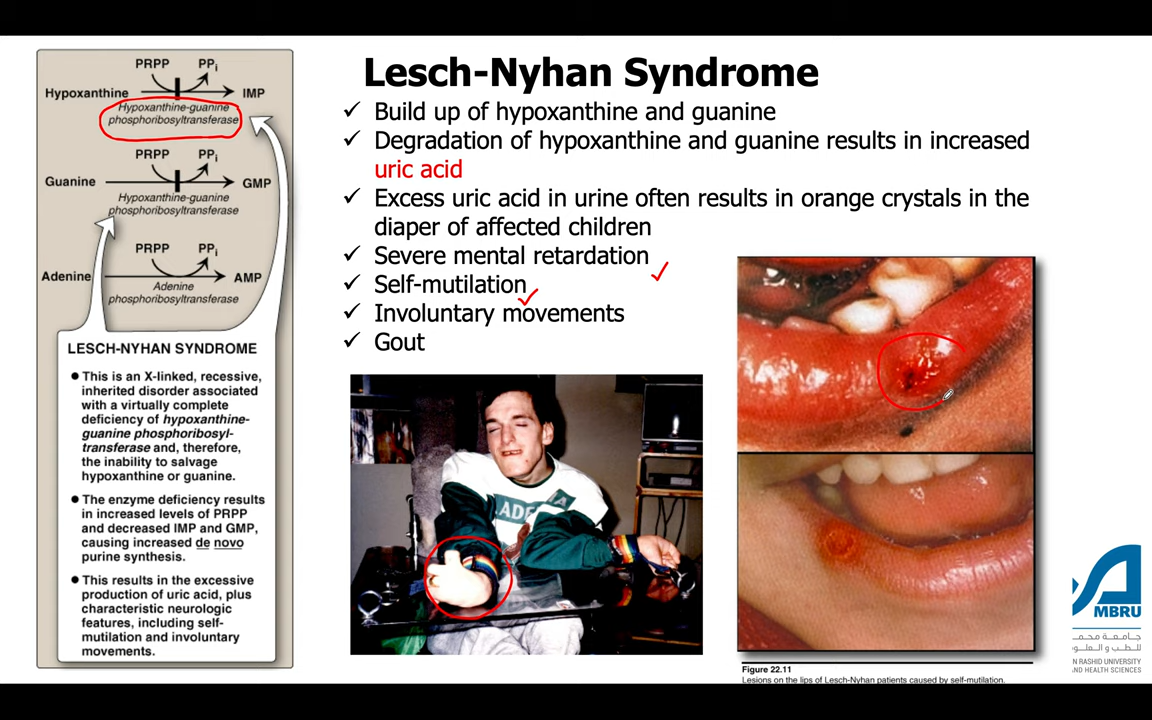 PRPP PPi
Hypoxanthine IMP
Hypoxanthine-guanine
phosphoribosyltransferase
PRPP PPi
Guanine GMP
Hypoxanthine-guanine
phosphoribosyltransferase
PRPP PPi
Adenine AMP
Adenine
phosphoribosyltransferase
LESCH-NYHAN SYNDROME
● This is an X-linked, recessive,
inherited disorder associated
with a virtually complete
deficiency of hypoxanthine-
guanine phosphoribosyl-
transferase and, therefore,
the inability to salvage
hypoxanthine or guanine.
● The enzyme deficiency results
in increased levels of PRPP
and decreased IMP and GMP,
causing increased de novo
purine synthesis.
● This results in the excessive
production of uric acid, plus
characteristic neurologic
features, including self-
mutilation and involuntary
movements.
Lesch-Nyhan Syndrome
✓ Build up of hypoxanthine and guanine
✓ Degradation of hypoxanthine and guanine results in increased
uric acid
✓ Excess uric acid in urine often results in orange crystals in the
diaper of affected children
✓ Severe mental retardation
✓ Self-mutilation
✓ Involuntary movements
✓ Gout
Figure 22.11
Lesions on the lips of Lesch-Nyhan patients caused by self-mutilation.
MBRU
جامعة محمـ
للطب و العلو
N RASHID UNIVERSITY
ND HEALTH SCIENCES